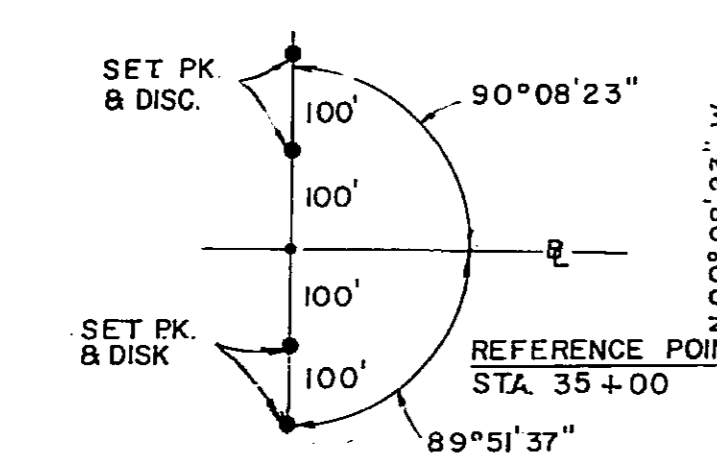 SET PK.
& DISC.
100'
90°08'23"
100'
℄
100'
SET PK.
& DISK
REFERENCE
STA. 35+00
100'
89°51'37"